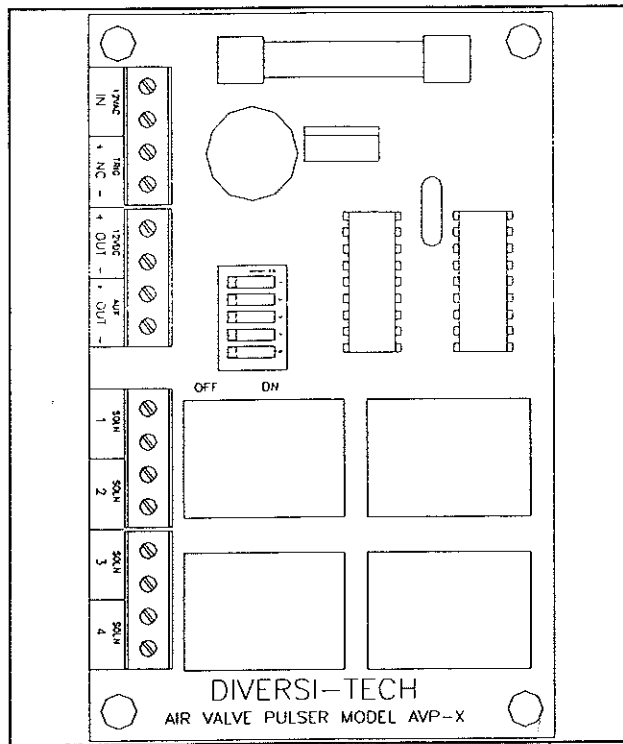 12VAC
IN
TRIG
+ NC -
12VDC
+ OUT -
AUX
+ OUT -
OFF ON
SOLN
1
SOLN
2
SOLN
3
SOLN
4
DIVERSI-TECH
AIR VALVE PULSER MODEL AVP-X